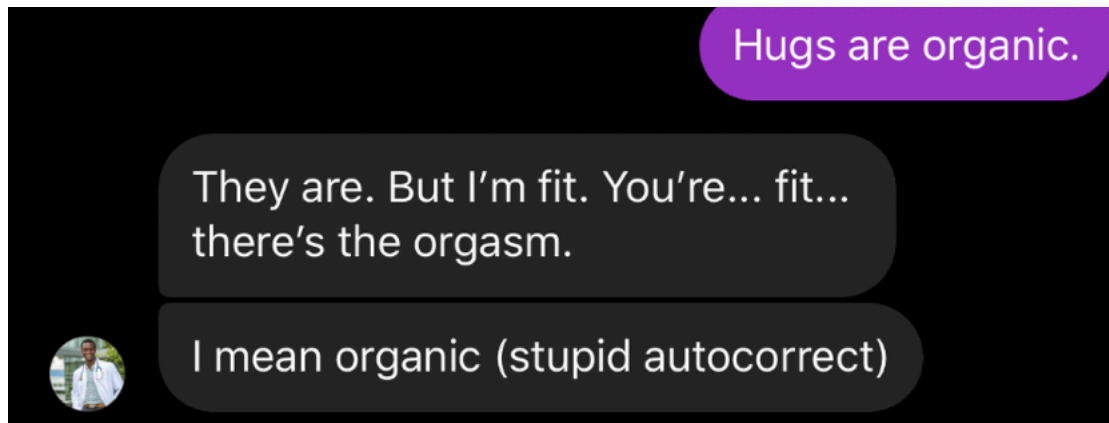 Hugs are organic.
They are. But I’m fit. You’re... fit...
there’s the orgasm.
I mean organic (stupid autocorrect)